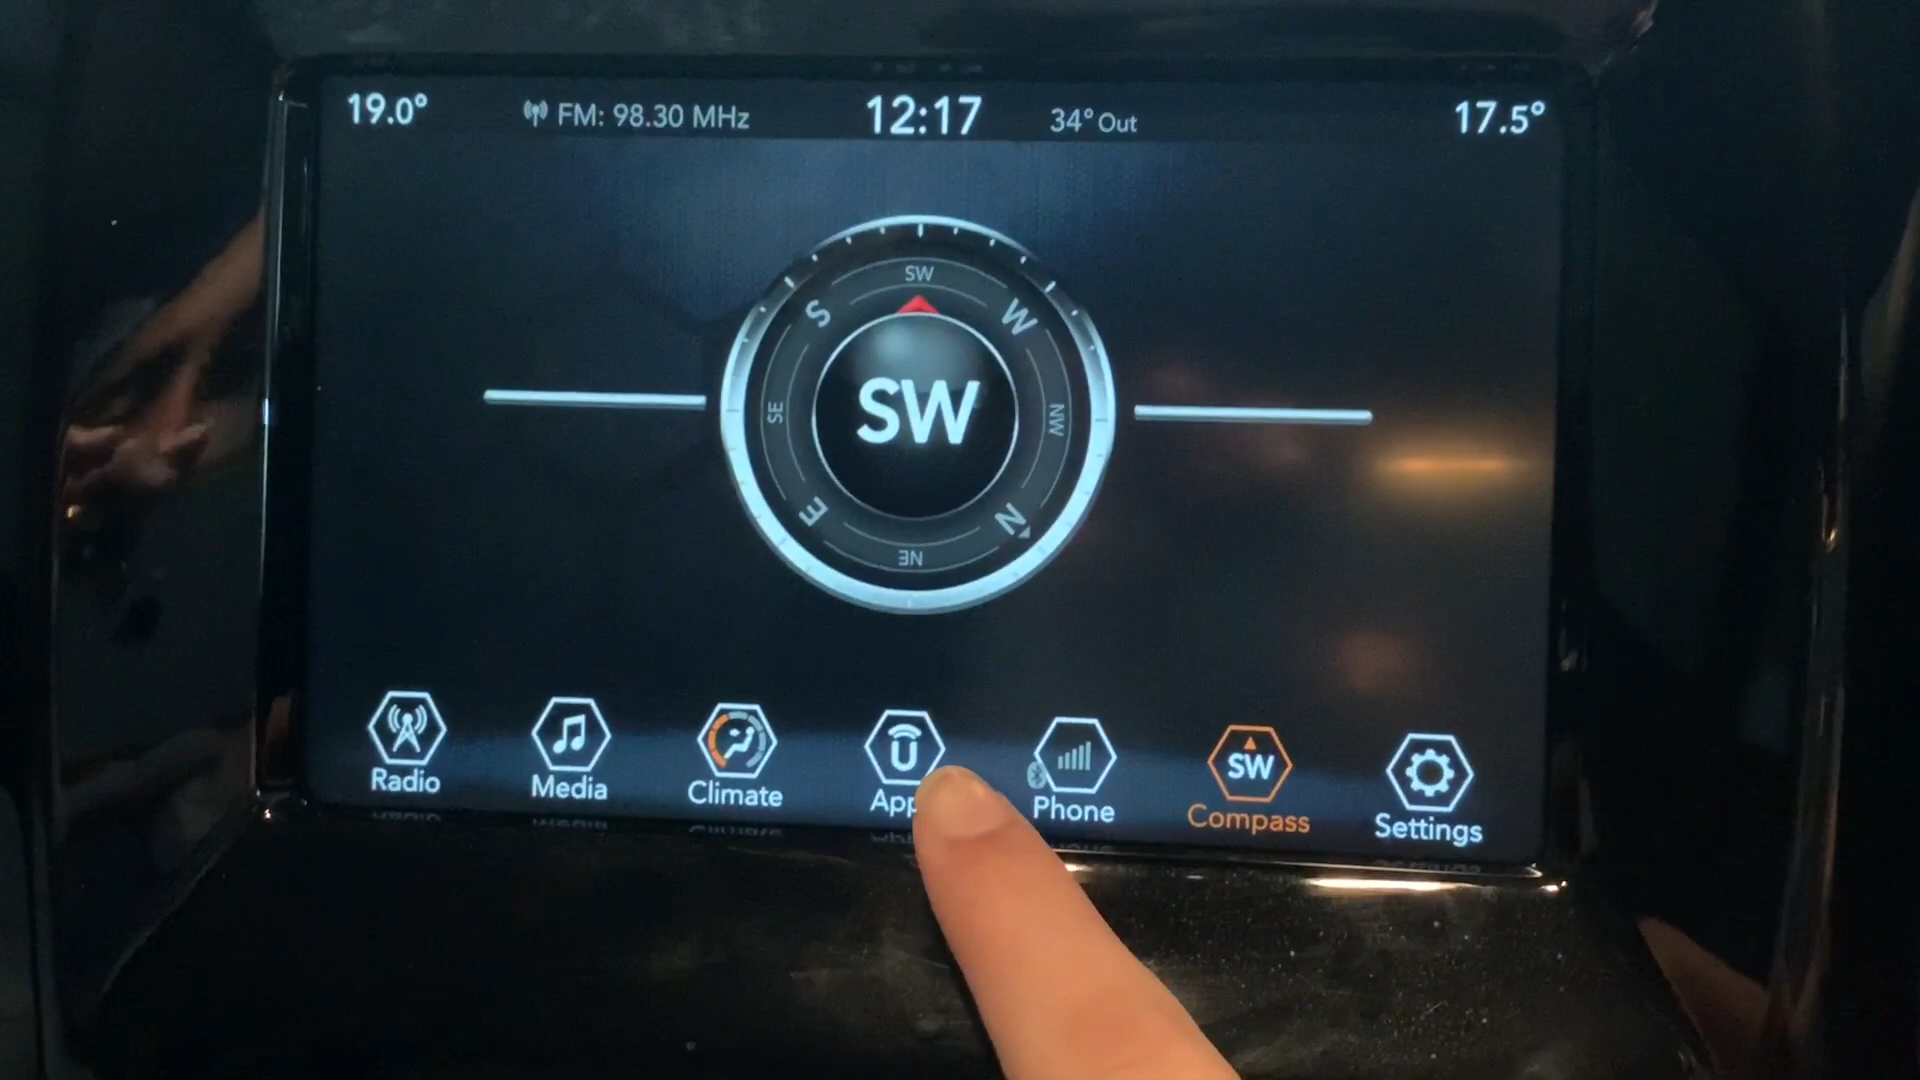 19.0°
FM: 98.30 MHz
12:17
34° Out
17.5°
SW
S
W
SW
SE
NW
E
N
NE
U
SW
Radio
Media
Climate
App
Phone
Compass
Settings